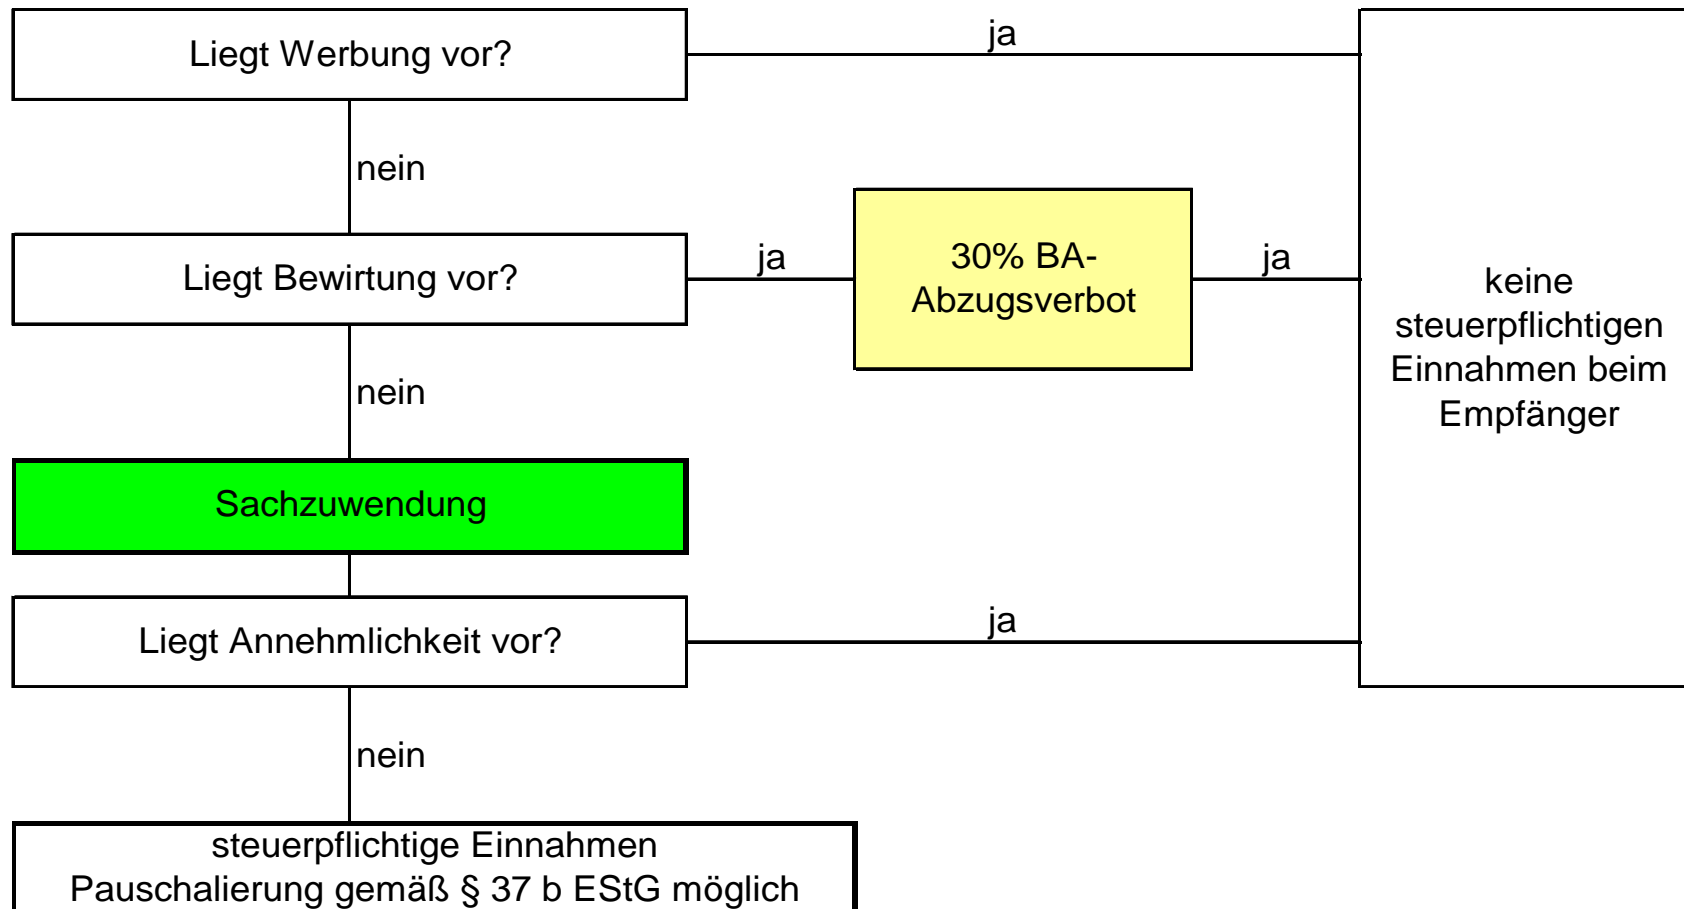 Liegt Werbung vor?
ja
nein
Liegt Bewirtung vor?
ja
30% BA-
Abzugsverbot
ja
keine
steuerpflichtigen
Einnahmen beim
Empfänger
nein
Sachzuwendung
Liegt Annehmlichkeit vor?
ja
nein
steuerpflichtige Einnahmen
Pauschalierung gemäß § 37 b EStG möglich